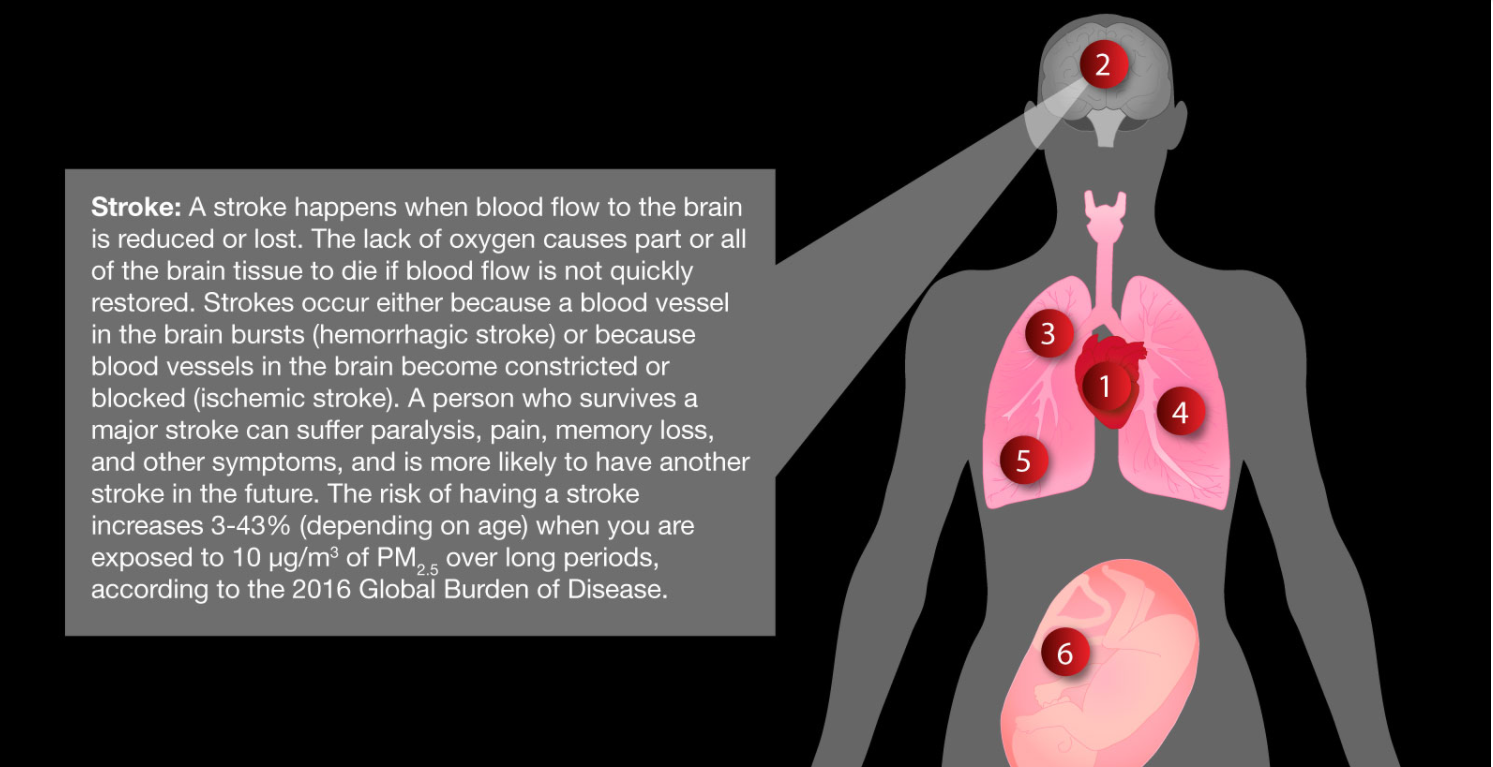 2
Stroke: A stroke happens when blood flow to the brain
is reduced or lost. The lack of oxygen causes part or all
of the brain tissue to die if blood flow is not quickly
restored. Strokes occur either because a blood vessel
in the brain bursts (hemorrhagic stroke) or because
blood vessels in the brain become constricted or
blocked (ischemic stroke). A person who survives a
major stroke can suffer paralysis, pain, memory loss,
and other symptoms, and is more likely to have another
stroke in the future. The risk of having a stroke
increases 3-43% (depending on age) when you are
exposed to 10 µg/m³ of PM₂.₅ over long periods,
according to the 2016 Global Burden of Disease.
3
1
4
5
6